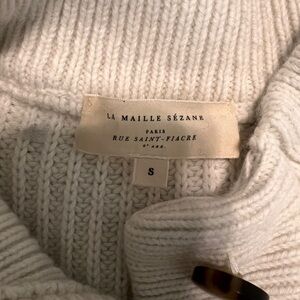 LA MAILLE SÉZANE
PARIS
RUE SAINT-FIACRE
2e ARR.
S